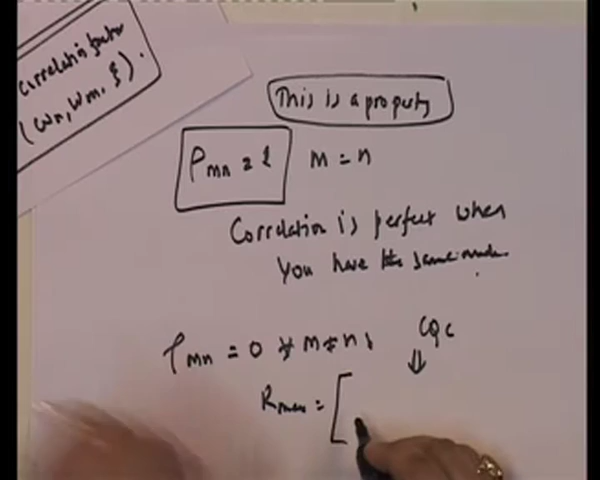 correlation factor
(ωn, ωm, ξ).
This is a property
ρmn = 1 m = n
Correlation is perfect when
you have the same mode.
ρmn = 0 ∀ m ≠ n, CQC
⇓
Rmax = [